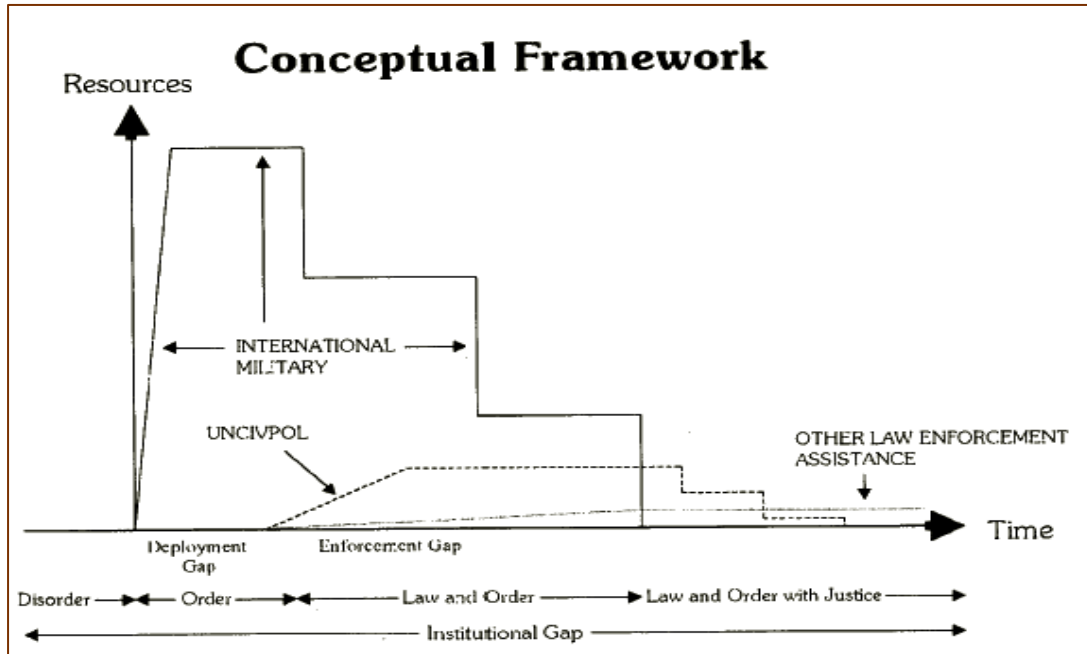 Conceptual Framework
Resources
INTERNATIONAL
MILITARY
UNCIVPOL
OTHER LAW ENFORCEMENT
ASSISTANCE
Time
Deployment
Gap
Enforcement Gap
Disorder
Order
Law and Order
Law and Order with Justice
Institutional Gap